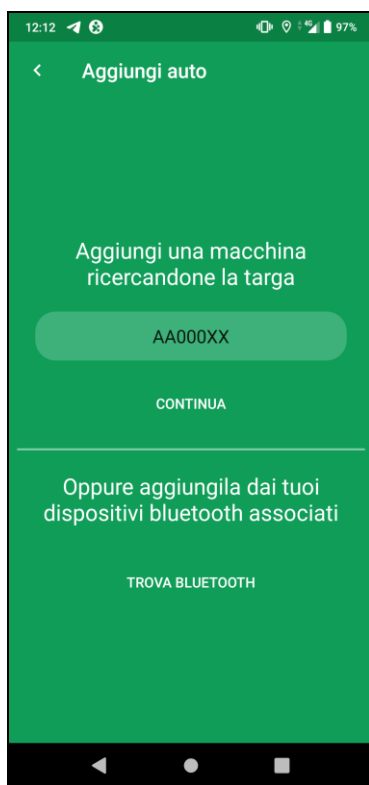 12:12 4G 97%
Aggiungi auto
Aggiungi una macchina
ricercandone la targa
AA000XX
CONTINUA
Oppure aggiungila dai tuoi
dispositivi bluetooth associati
TROVA BLUETOOTH